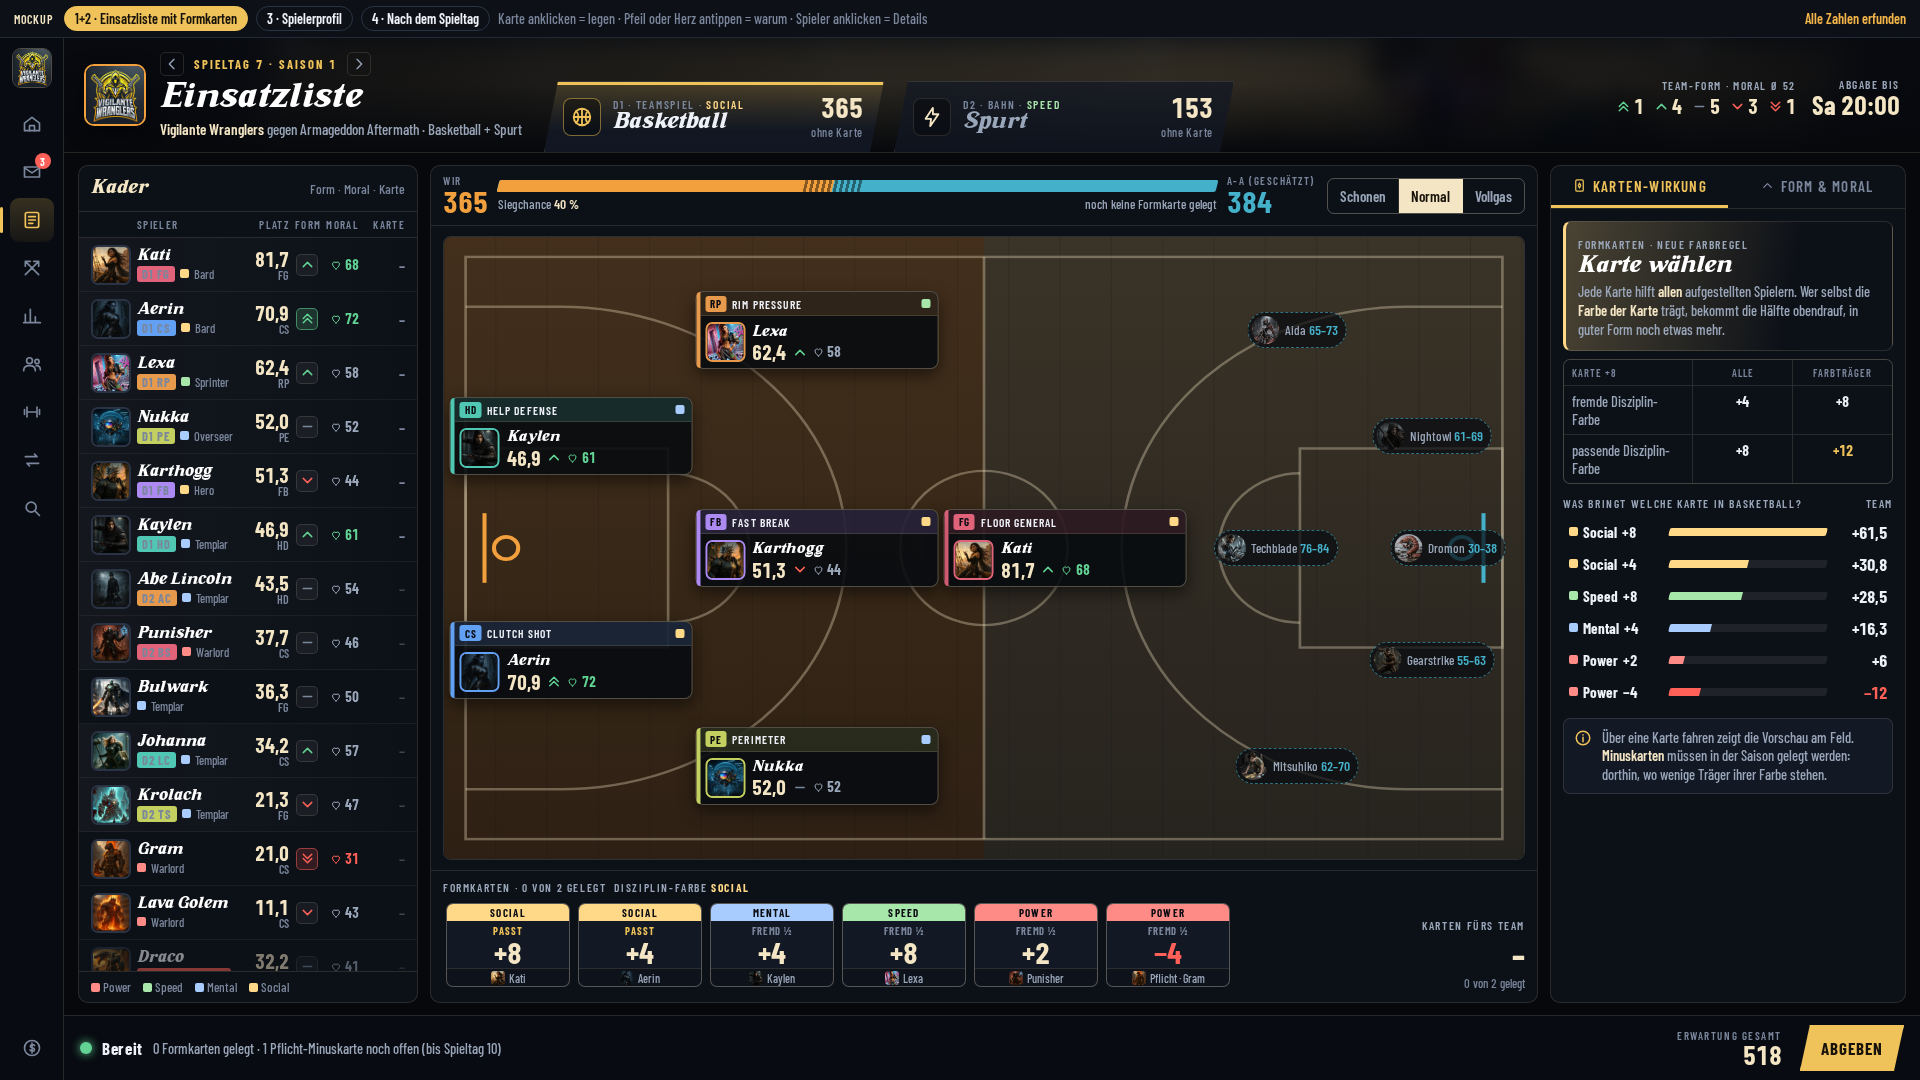 MOCKUP
1+2 · Einsatzliste mit Formkarten
3 · Spielerprofil
4 · Nach dem Spieltag
Karte anklicken = legen · Pfeil oder Herz antippen = warum · Spieler anklicken = Details
Alle Zahlen erfunden
VIGILANTE WRANGLERS
SPIELTAG 7 · SAISON 1
Einsatzliste
Vigilante Wranglers gegen Armageddon Aftermath · Basketball + Spurt
D1 · TEAMSPIEL · SOCIAL
Basketball
365
ohne Karte
D2 · BAHN · SPEED
Spurt
153
ohne Karte
TEAM-FORM · MORAL Ø 52
1 4 5 3 1
ABGABE BIS
Sa 20:00
3
Kader
Form · Moral · Karte
SPIELER PLATZ FORM MORAL KARTE
Kati 81,7 68 –
D1 FG Bard FG
Aerin 70,9 72 –
D1 CS Bard CS
Lexa 62,4 58 –
D1 RP Sprinter RP
Nukka 52,0 52 –
D1 PE Overseer PE
Karthogg 51,3 44 –
D1 FB Hero FB
Kaylen 46,9 61 –
D1 HD Templar HD
Abe Lincoln 43,5 54 –
D2 AC Templar HD
Punisher 37,7 46 –
Warlord CS
Bulwark 36,3 50 –
Templar FG
Johanna 34,2 57 –
D2 LC Templar CS
Krolach 21,3 47 –
D2 TS Templar FG
Gram 21,0 31 –
Warlord CS
Lava Golem 11,1 43 –
Warlord CS
Draco 32,2 41 –
Power Speed Mental Social
WIR
365
Siegchance 40 %
noch keine Formkarte gelegt
A-A (GESCHÄTZT)
384
Schonen
Normal
Vollgas
RP RIM PRESSURE
Lexa
62,4 58
HD HELP DEFENSE
Kaylen
46,9 61
FB FAST BREAK
Karthogg
51,3 44
FG FLOOR GENERAL
Kati
81,7 68
CS CLUTCH SHOT
Aerin
70,9 72
PE PERIMETER
Nukka
52,0 52
Alda 65–73
Nightowl 61–69
Techblade 76–84
Dromon 30–38
Gearstrike 55–63
Mitsuhiko 62–70
FORMKARTEN · 0 VON 2 GELEGT DISZIPLIN-FARBE SOCIAL
SOCIAL
PASST
+8
Kati
SOCIAL
PASST
+4
Aerin
MENTAL
FREMD ½
+4
Kaylen
SPEED
FREMD ½
+8
Lexa
POWER
FREMD ½
+2
Punisher
POWER
FREMD ½
−4
Pflicht · Gram
KARTEN FÜRS TEAM
–
0 von 2 gelegt
KARTEN-WIRKUNG
FORM & MORAL
FORMKARTEN · NEUE FARBREGEL
Karte wählen
Jede Karte hilft allen aufgestellten Spielern. Wer selbst die
Farbe der Karte trägt, bekommt die Hälfte obendrauf, in
guter Form noch etwas mehr.
KARTE +8 ALLE FARBTRÄGER
fremde Disziplin-Farbe +4 +8
passende Disziplin-Farbe +8 +12
WAS BRINGT WELCHE KARTE IN BASKETBALL? TEAM
Social +8 +61,5
Social +4 +30,8
Speed +8 +28,5
Mental +4 +16,3
Power +2 +6
Power −4 −12
Über eine Karte fahren zeigt die Vorschau am Feld.
Minuskarten müssen in der Saison gelegt werden:
dorthin, wo wenige Träger ihrer Farbe stehen.
Bereit
0 Formkarten gelegt · 1 Pflicht-Minuskarte noch offen (bis Spieltag 10)
ERWARTUNG GESAMT
518
ABGEBEN